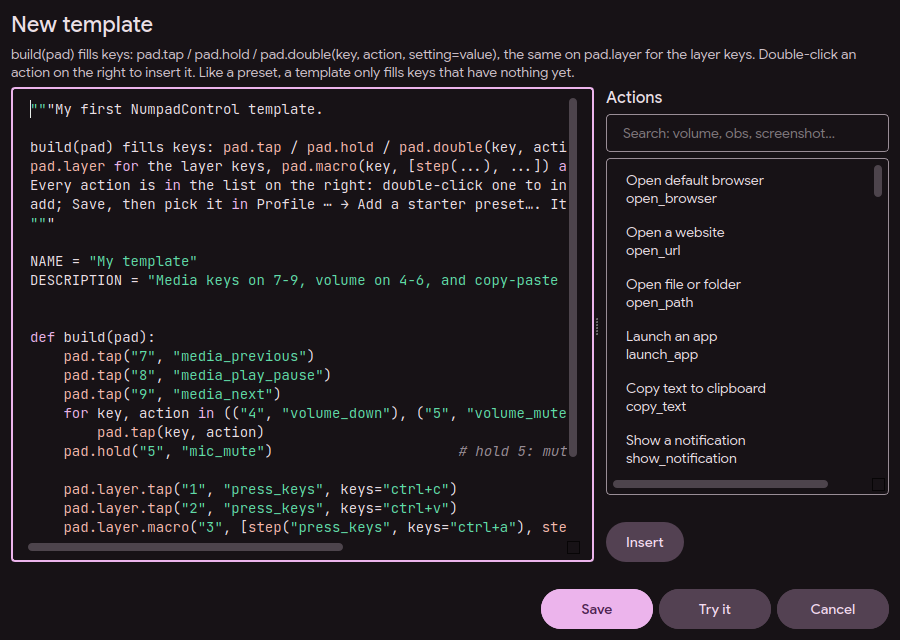 New template
build(pad) fills keys: pad.tap / pad.hold / pad.double(key, action, setting=value), the same on pad.layer for the layer keys. Double-click an
action on the right to insert it. Like a preset, a template only fills keys that have nothing yet.
"""My first NumpadControl template.
build(pad) fills keys: pad.tap / pad.hold / pad.double(key, acti
pad.layer for the layer keys, pad.macro(key, [step(...), ...]) a
Every action is in the list on the right: double-click one to in
add; Save, then pick it in Profile ⋯ → Add a starter preset…. It
"""
NAME = "My template"
DESCRIPTION = "Media keys on 7-9, volume on 4-6, and copy-paste
def build(pad):
pad.tap("7", "media_previous")
pad.tap("8", "media_play_pause")
pad.tap("9", "media_next")
for key, action in (("4", "volume_down"), ("5", "volume_mute
pad.tap(key, action)
pad.hold("5", "mic_mute") # hold 5: mut
pad.layer.tap("1", "press_keys", keys="ctrl+c")
pad.layer.tap("2", "press_keys", keys="ctrl+v")
pad.layer.macro("3", [step("press_keys", keys="ctrl+a"), ste
Actions
Search: volume, obs, screenshot...
Open default browser
open_browser
Open a website
open_url
Open file or folder
open_path
Launch an app
launch_app
Copy text to clipboard
copy_text
Show a notification
show_notification
Insert
Save
Try it
Cancel